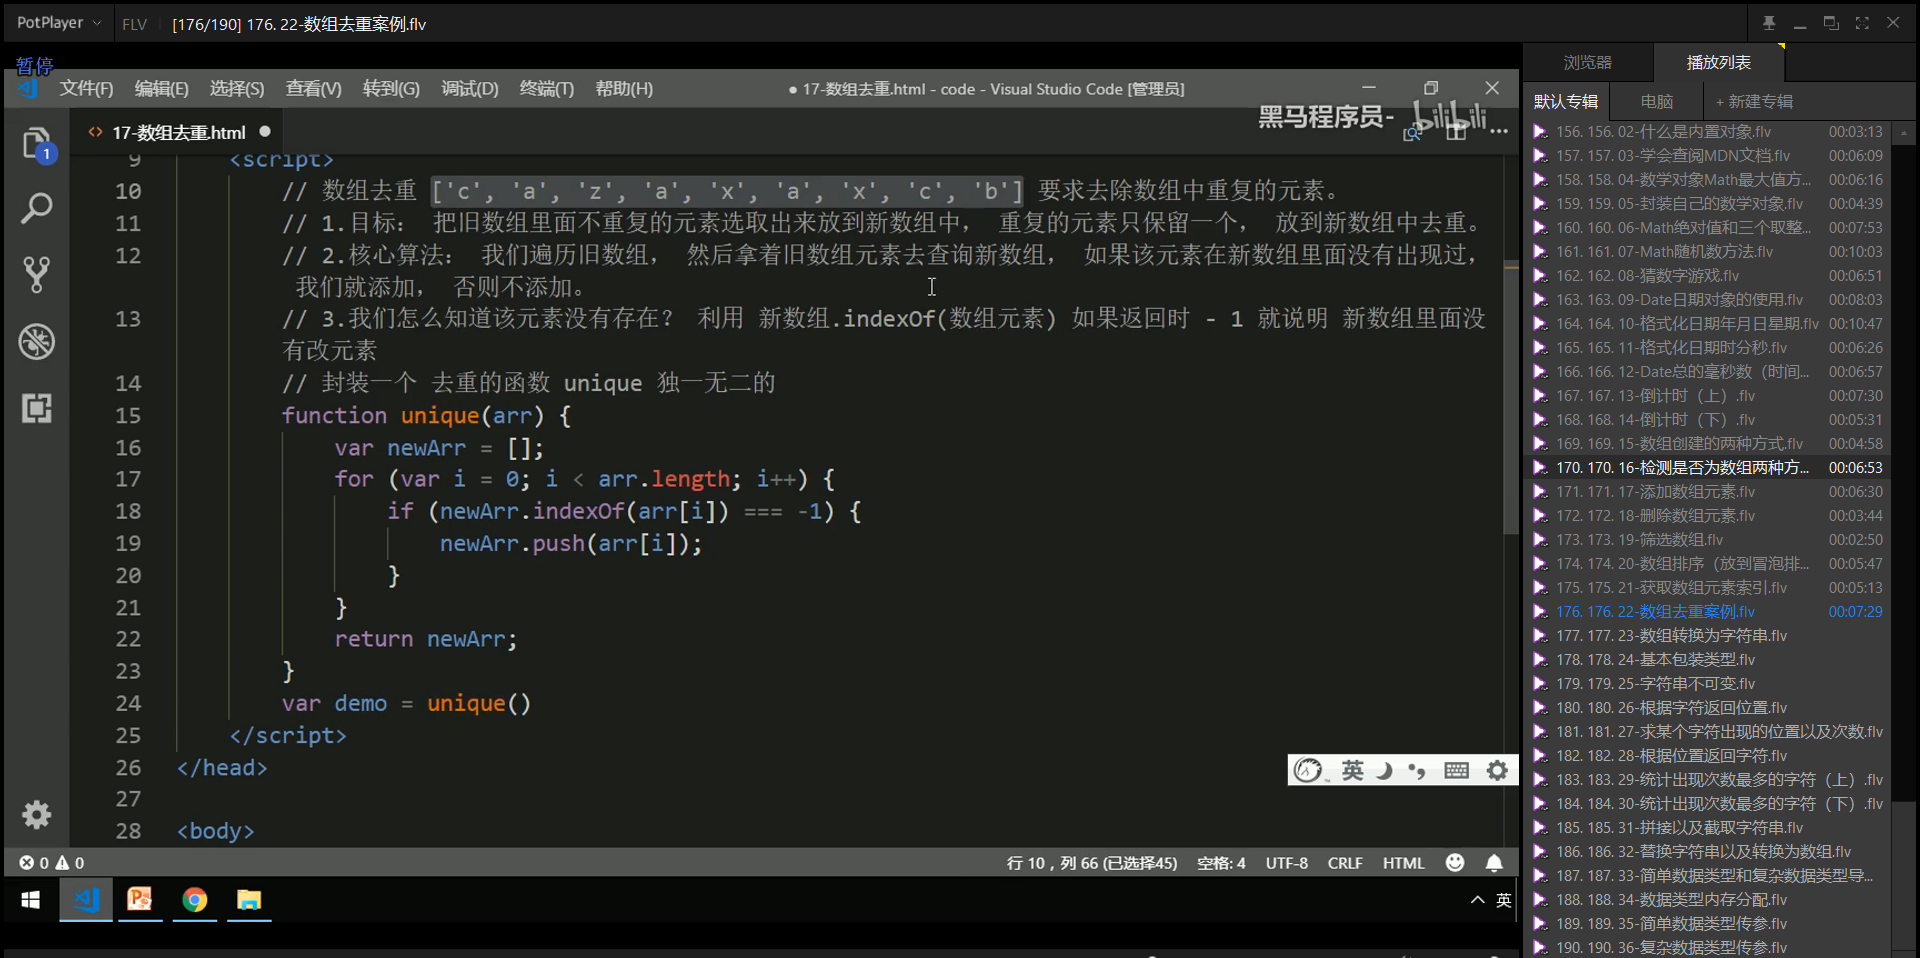 PotPlayer
FLV
[176/190] 176. 22-数组去重案例.flv
暂停
文件(F) 编辑(E) 选择(S) 查看(V) 转到(G) 调试(D) 终端(T) 帮助(H)
● 17-数组去重.html - code - Visual Studio Code [管理员]
黑马程序员- bilibili
1
<> 17-数组去重.html ●
9 <script>
10 // 数组去重 ['c', 'a', 'z', 'a', 'x', 'a', 'x', 'c', 'b'] 要求去除数组中重复的元素。
11 // 1.目标： 把旧数组里面不重复的元素选取出来放到新数组中， 重复的元素只保留一个， 放到新数组中去重。
12 // 2.核心算法： 我们遍历旧数组， 然后拿着旧数组元素去查询新数组， 如果该元素在新数组里面没有出现过，
我们就添加， 否则不添加。
13 // 3.我们怎么知道该元素没有存在？ 利用 新数组.indexOf(数组元素) 如果返回时 - 1 就说明 新数组里面没
有改元素
14 // 封装一个 去重的函数 unique 独一无二的
15 function unique(arr) {
16 var newArr = [];
17 for (var i = 0; i < arr.length; i++) {
18 if (newArr.indexOf(arr[i]) === -1) {
19 newArr.push(arr[i]);
20 }
21 }
22 return newArr;
23 }
24 var demo = unique()
25 </script>
26 </head>
27
28 <body>
英
0 0
行 10，列 66 (已选择45) 空格: 4 UTF-8 CRLF HTML
英
浏览器 播放列表
默认专辑 电脑 + 新建专辑
156. 156. 02-什么是内置对象.flv 00:03:13
157. 157. 03-学会查阅MDN文档.flv 00:06:09
158. 158. 04-数学对象Math最大值方... 00:06:16
159. 159. 05-封装自己的数学对象.flv 00:04:39
160. 160. 06-Math绝对值和三个取整... 00:07:53
161. 161. 07-Math随机数方法.flv 00:10:03
162. 162. 08-猜数字游戏.flv 00:06:51
163. 163. 09-Date日期对象的使用.flv 00:08:03
164. 164. 10-格式化日期年月日星期.flv 00:10:47
165. 165. 11-格式化日期时分秒.flv 00:06:26
166. 166. 12-Date总的毫秒数（时间... 00:06:57
167. 167. 13-倒计时（上）.flv 00:07:30
168. 168. 14-倒计时（下）.flv 00:05:31
169. 169. 15-数组创建的两种方式.flv 00:04:58
170. 170. 16-检测是否为数组两种方... 00:06:53
171. 171. 17-添加数组元素.flv 00:06:30
172. 172. 18-删除数组元素.flv 00:03:44
173. 173. 19-筛选数组.flv 00:02:50
174. 174. 20-数组排序（放到冒泡排... 00:05:47
175. 175. 21-获取数组元素索引.flv 00:05:13
176. 176. 22-数组去重案例.flv 00:07:29
177. 177. 23-数组转换为字符串.flv
178. 178. 24-基本包装类型.flv
179. 179. 25-字符串不可变.flv
180. 180. 26-根据字符返回位置.flv
181. 181. 27-求某个字符出现的位置以及次数.flv
182. 182. 28-根据位置返回字符.flv
183. 183. 29-统计出现次数最多的字符（上）.flv
184. 184. 30-统计出现次数最多的字符（下）.flv
185. 185. 31-拼接以及截取字符串.flv
186. 186. 32-替换字符串以及转换为数组.flv
187. 187. 33-简单数据类型和复杂数据类型导...
188. 188. 34-数据类型内存分配.flv
189. 189. 35-简单数据类型传参.flv
190. 190. 36-复杂数据类型传参.flv